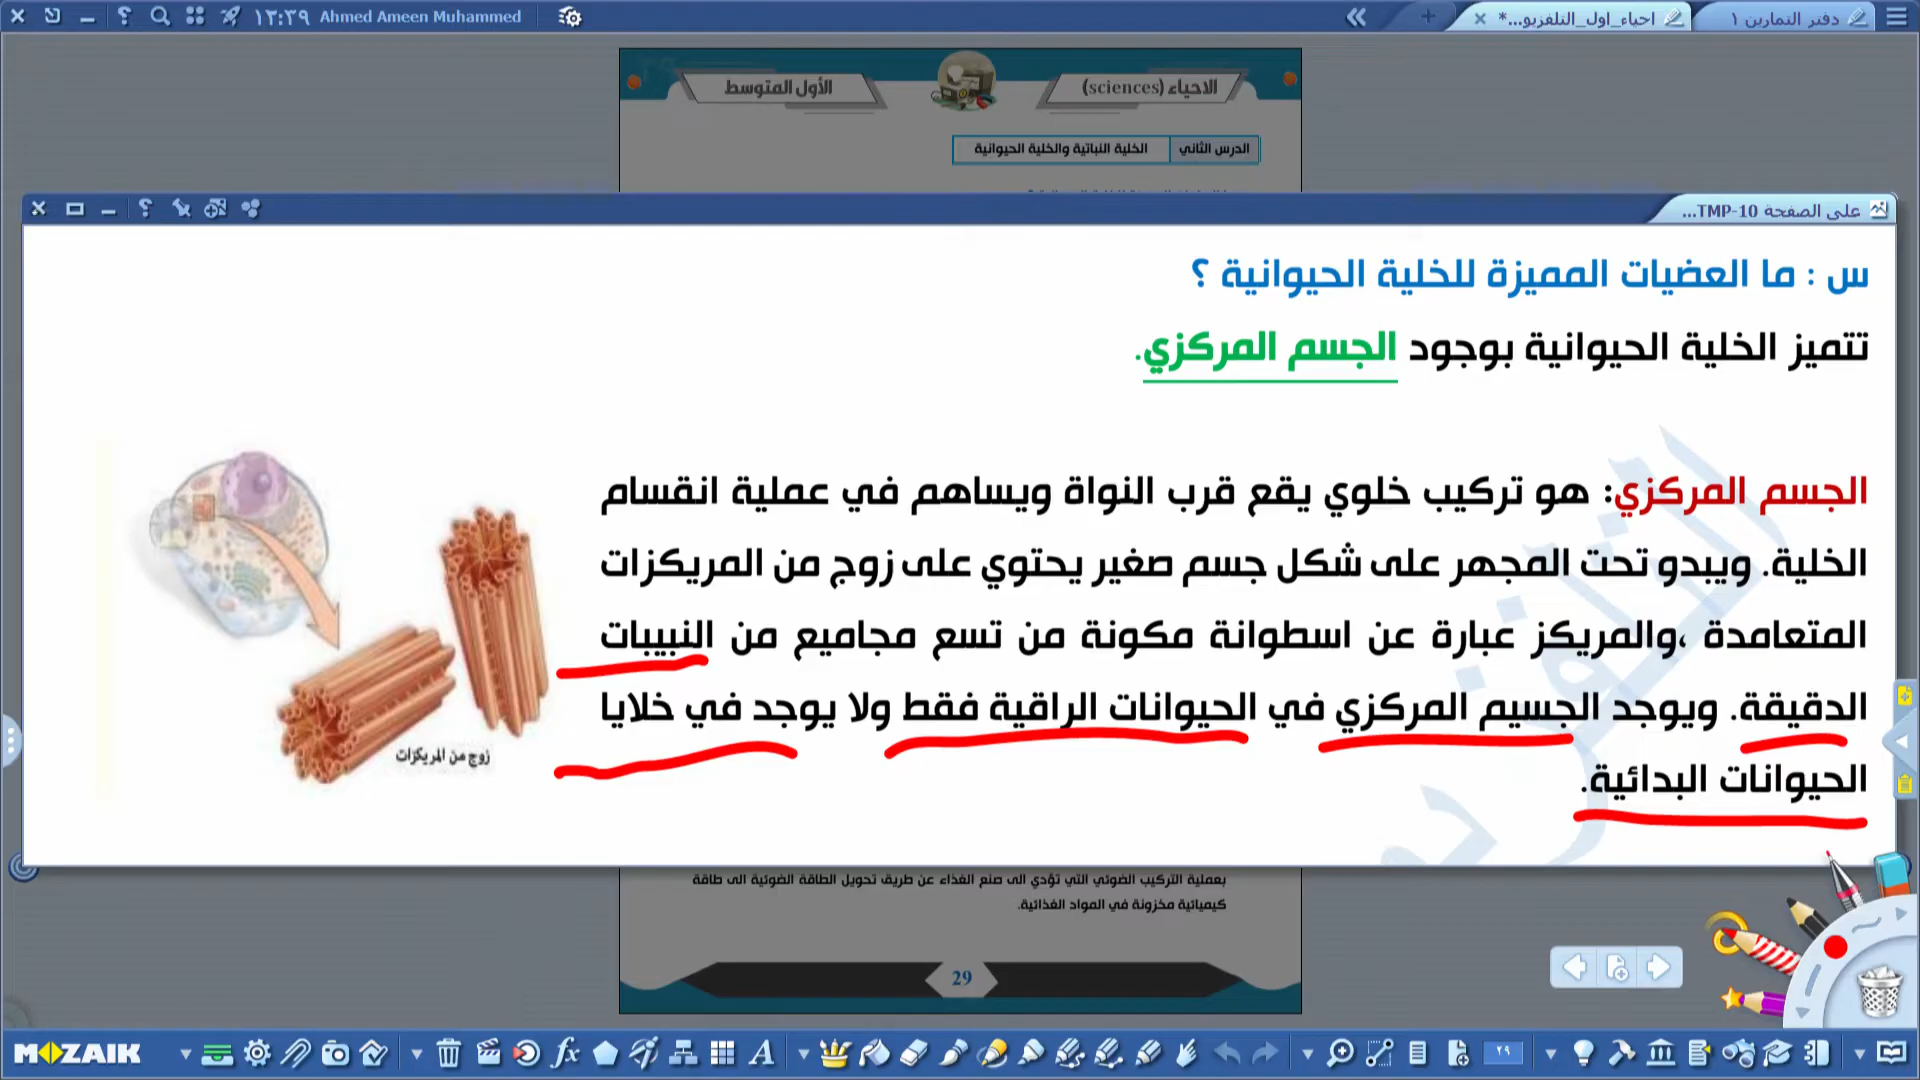 Ahmed Ameen Muhammed
١٣:٣٩
احياء_اول_التلفزيو...*
دفتر التمارين ١
الاحياء (sciences)
الأول المتوسط
الدرس الثاني
الخلية النباتية والخلية الحيوانية
على الصفحة TMP-10...
س : ما العضيات المميزة للخلية الحيوانية ؟
تتميز الخلية الحيوانية بوجود الجسم المركزي.
الجسم المركزي: هو تركيب خلوي يقع قرب النواة ويساهم في عملية انقسام
الخلية. ويبدو تحت المجهر على شكل جسم صغير يحتوي على زوج من المريكزات
المتعامدة ،والمريكز عبارة عن اسطوانة مكونة من تسع مجاميع من النبيبات
الدقيقة. ويوجد الجسيم المركزي في الحيوانات الراقية فقط ولا يوجد في خلايا
الحيوانات البدائية.
زوج من المريكزات
بعملية التركيب الضوئي التي تؤدي الى صنع الغذاء عن طريق تحويل الطاقة الضوئية الى طاقة
كيميائية مخزونة في المواد الغذائية.
29
MOZAIK
٢٩